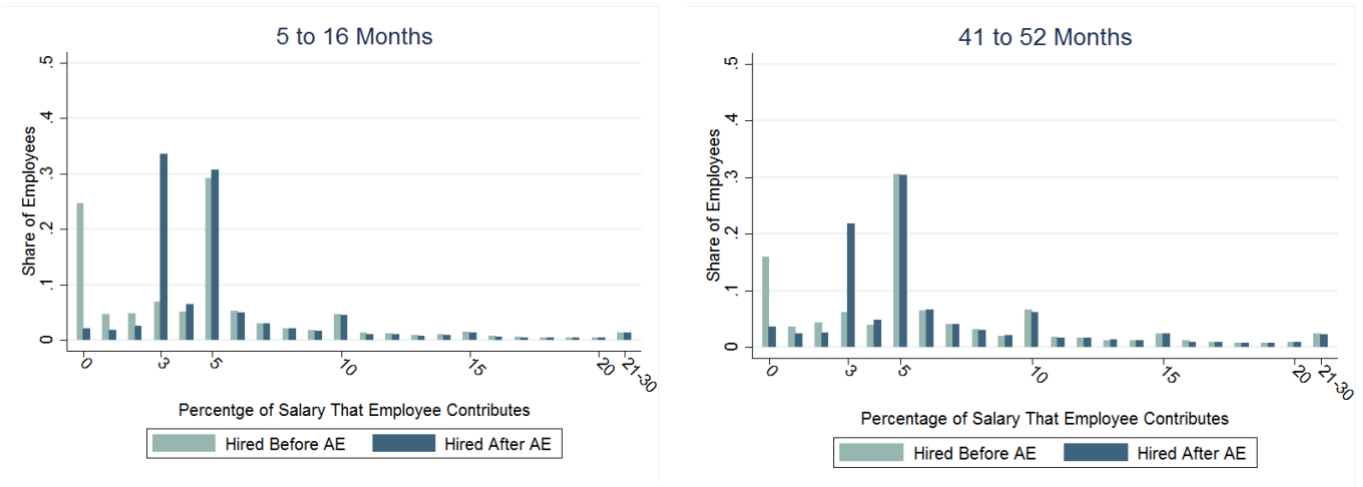 5 to 16 Months
Share of Employees
.5
.4
.3
.2
.1
0
0 3 5 10 15 20 21-30
Percentge of Salary That Employee Contributes
Hired Before AE Hired After AE
41 to 52 Months
Share of Employees
.5
.4
.3
.2
.1
0
0 3 5 10 15 20 21-30
Percentage of Salary That Employee Contributes
Hired Before AE Hired After AE